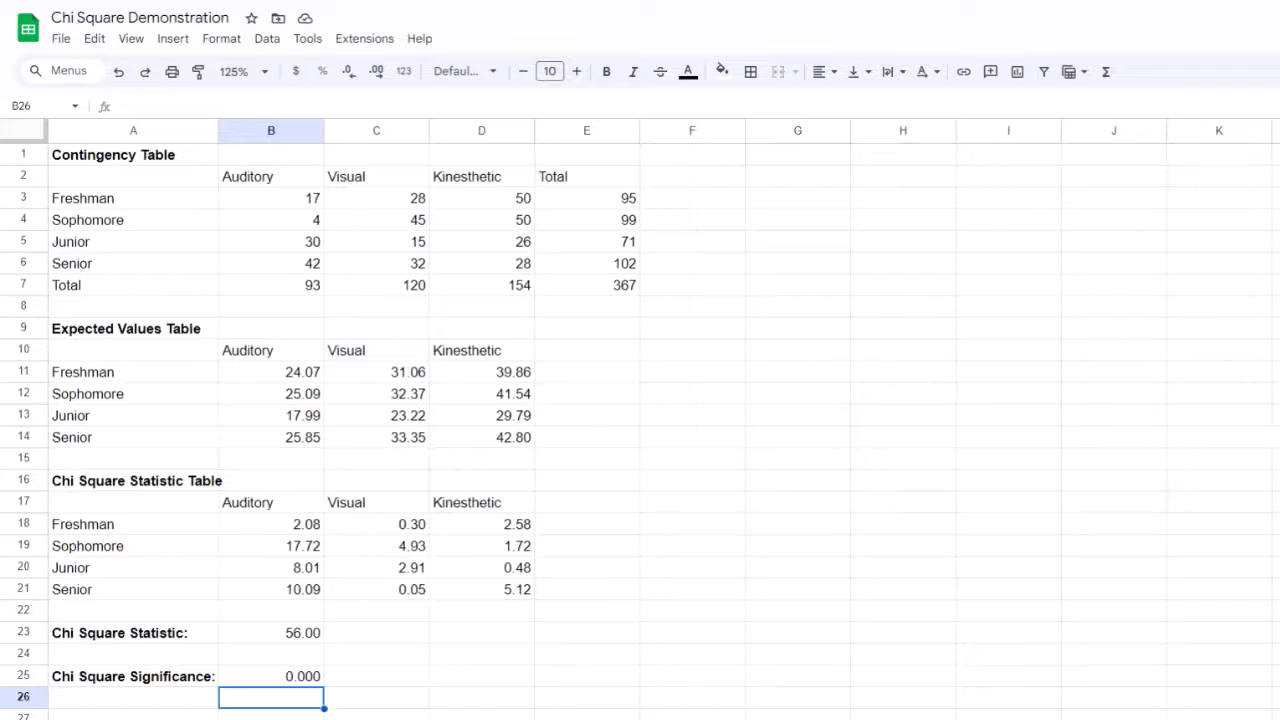 Chi Square Demonstration
File Edit View Insert Format Data Tools Extensions Help
Menus 125% $ % .0 .00 123 Defaul... − 10 + B I S A Σ
B26 fx
A B C D E F G H I J K
1 Contingency Table
2 Auditory Visual Kinesthetic Total
3 Freshman 17 28 50 95
4 Sophomore 4 45 50 99
5 Junior 30 15 26 71
6 Senior 42 32 28 102
7 Total 93 120 154 367
8
9 Expected Values Table
10 Auditory Visual Kinesthetic
11 Freshman 24.07 31.06 39.86
12 Sophomore 25.09 32.37 41.54
13 Junior 17.99 23.22 29.79
14 Senior 25.85 33.35 42.80
15
16 Chi Square Statistic Table
17 Auditory Visual Kinesthetic
18 Freshman 2.08 0.30 2.58
19 Sophomore 17.72 4.93 1.72
20 Junior 8.01 2.91 0.48
21 Senior 10.09 0.05 5.12
22
23 Chi Square Statistic: 56.00
24
25 Chi Square Significance: 0.000
26
27